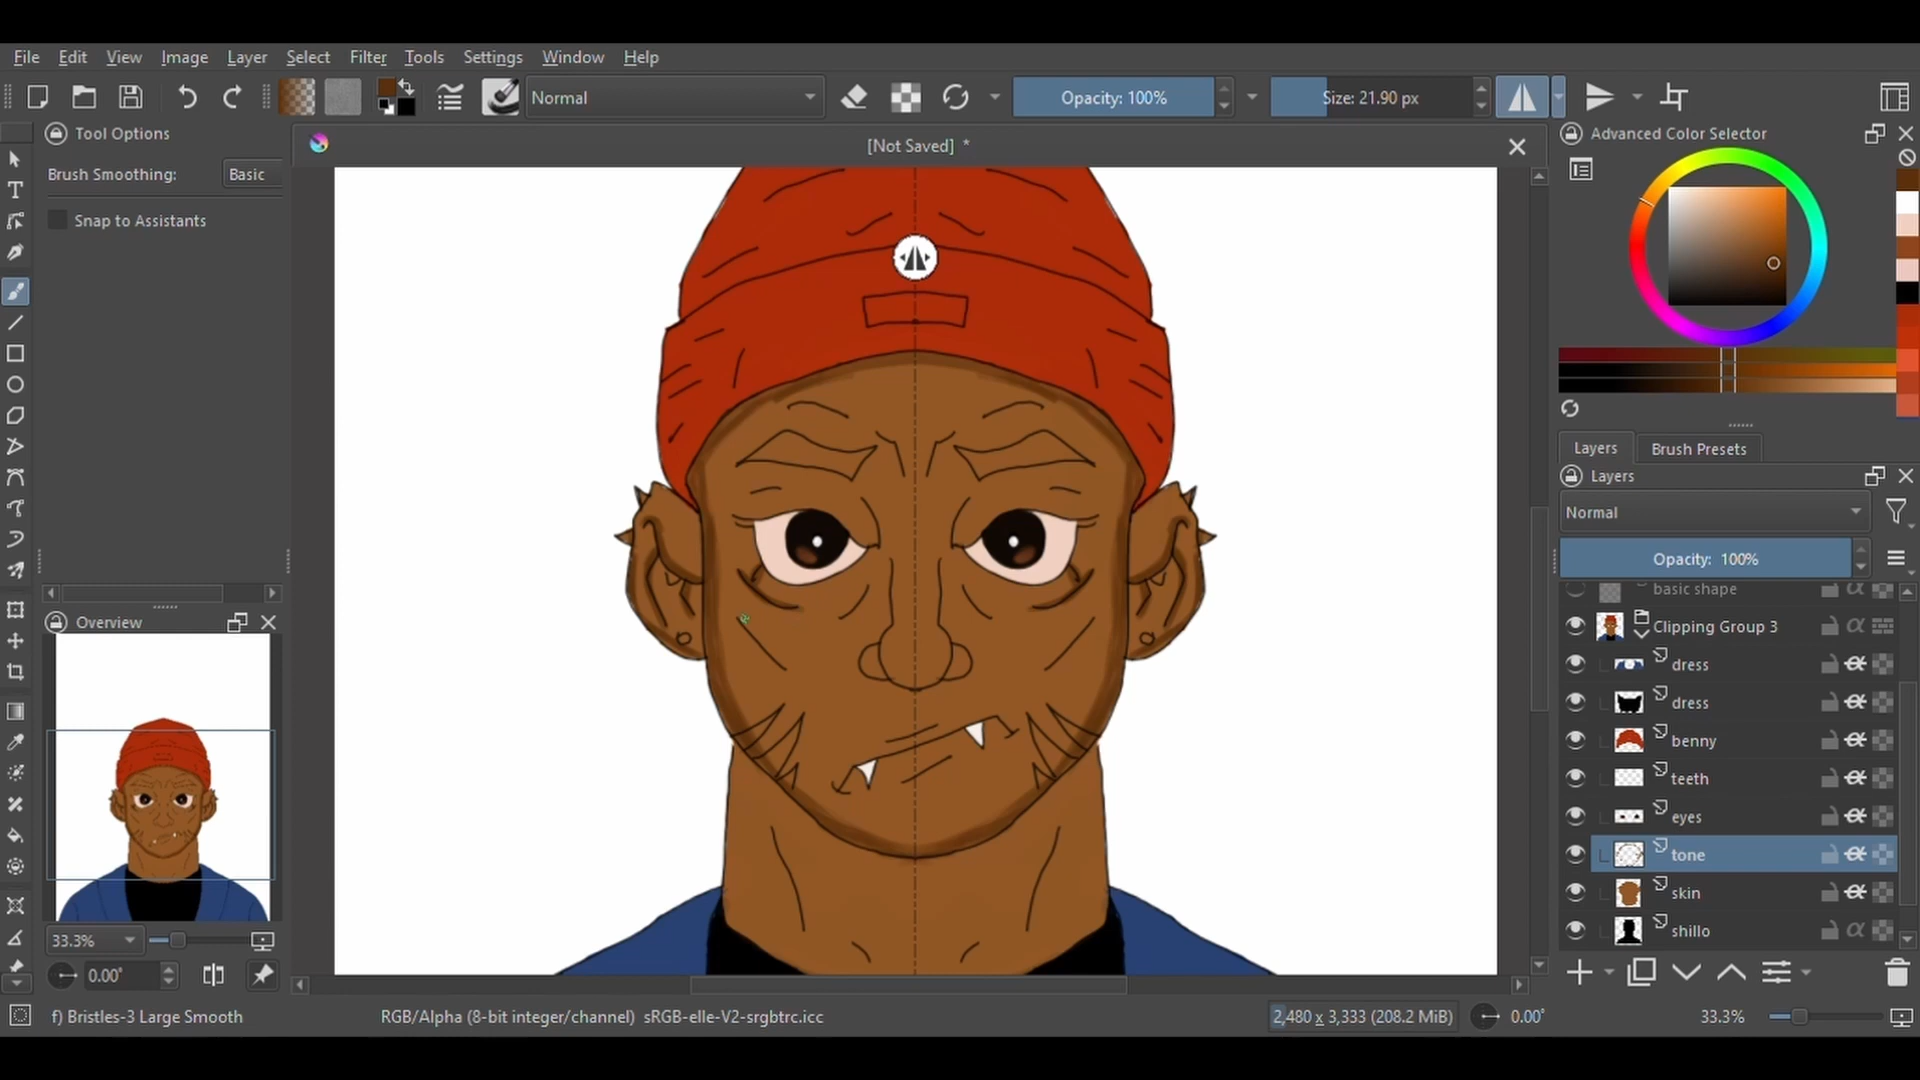 File Edit View Image Layer Select Filter Tools Settings Window Help
Normal
Opacity: 100%
Size: 21.90 px
Tool Options
[Not Saved] *
Advanced Color Selector
Brush Smoothing: Basic
Snap to Assistants
Layers
Brush Presets
Layers
Normal
Opacity: 100%
basic shape
Clipping Group 3
dress
dress
benny
teeth
eyes
tone
skin
shillo
Overview
33.3%
0.00°
f) Bristles-3 Large Smooth
RGB/Alpha (8-bit integer/channel) sRGB-elle-V2-srgbtrc.icc
2,480 x 3,333 (208.2 MiB)
0.00°
33.3%